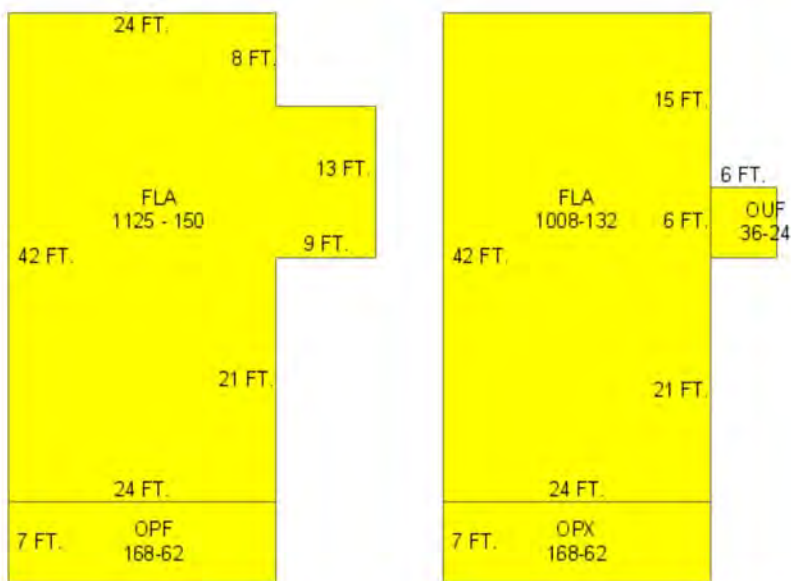 24 FT.
8 FT.
13 FT.
FLA
1125 - 150
9 FT.
42 FT.
21 FT.
24 FT.
OPF
168-62
7 FT.
15 FT.
6 FT.
FLA
1008-132
6 FT.
OUF
36-24
42 FT.
21 FT.
24 FT.
OPX
168-62
7 FT.